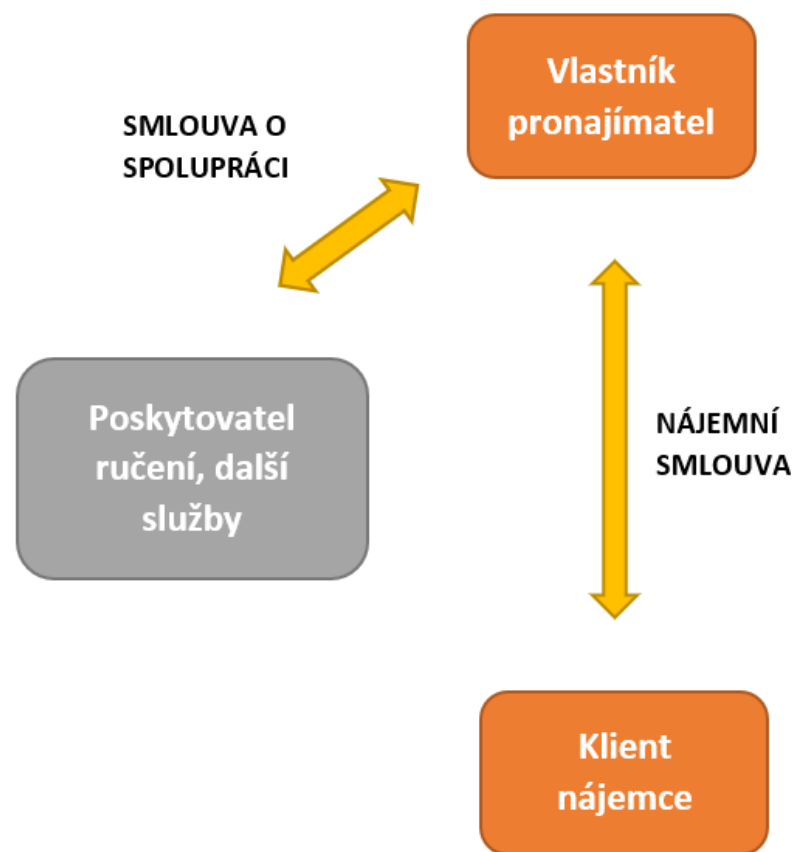 Vlastník
pronajímatel
SMLOUVA O
SPOLUPRÁCI
Poskytovatel
ručení, další
služby
NÁJEMNÍ
SMLOUVA
Klient
nájemce